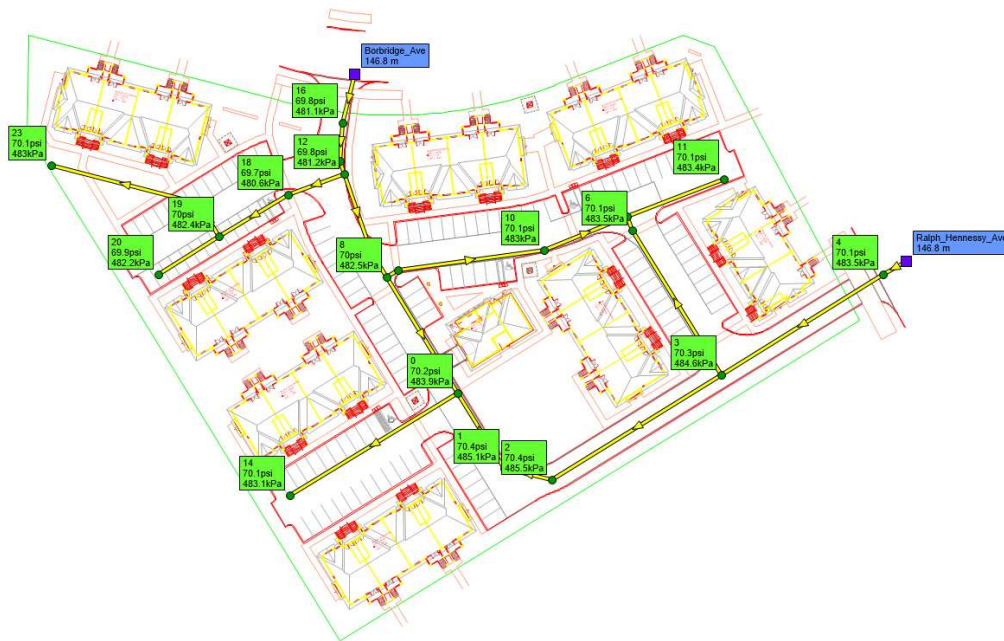 Borbridge_Ave
146.8 m
16
69.8psi
481.1kPa
12
69.8psi
481.2kPa
23
70.1psi
483kPa
18
69.7psi
480.6kPa
11
70.1psi
483.4kPa
19
70psi
482.4kPa
6
70.1psi
483.5kPa
10
70.1psi
483kPa
20
69.9psi
482.2kPa
8
70psi
482.5kPa
4
70.1psi
483.5kPa
Ralph_Hennessy_Ave
146.8 m
0
70.2psi
483.9kPa
3
70.3psi
484.6kPa
1
70.4psi
485.1kPa
2
70.4psi
485.5kPa
14
70.1psi
483.1kPa